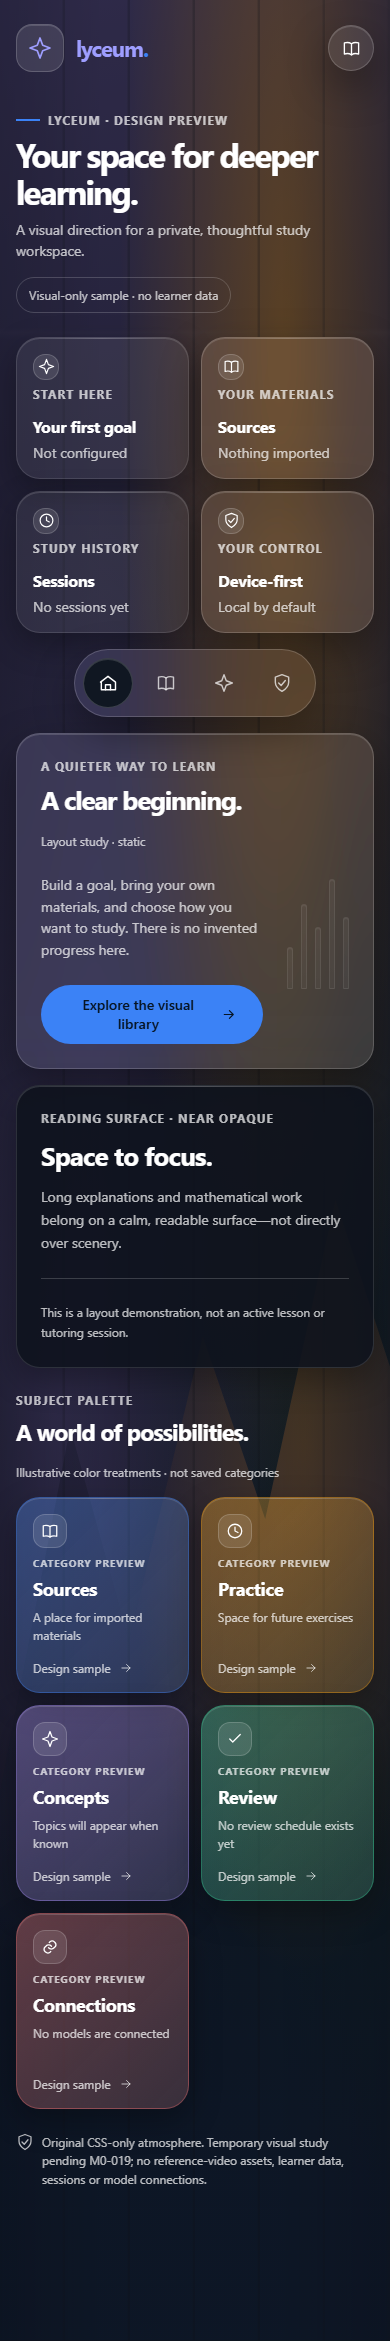 lyceum.
LYCEUM · DESIGN PREVIEW
Your space for deeper
learning.
A visual direction for a private, thoughtful study
workspace.
Visual-only sample · no learner data
START HERE
Your first goal
Not configured
YOUR MATERIALS
Sources
Nothing imported
STUDY HISTORY
Sessions
No sessions yet
YOUR CONTROL
Device-first
Local by default
A QUIETER WAY TO LEARN
A clear beginning.
Layout study · static
Build a goal, bring your own
materials, and choose how you
want to study. There is no invented
progress here.
Explore the visual
library
READING SURFACE · NEAR OPAQUE
Space to focus.
Long explanations and mathematical work
belong on a calm, readable surface—not directly
over scenery.
This is a layout demonstration, not an active lesson or
tutoring session.
SUBJECT PALETTE
A world of possibilities.
Illustrative color treatments · not saved categories
CATEGORY PREVIEW
Sources
A place for imported
materials
Design sample
CATEGORY PREVIEW
Practice
Space for future exercises
Design sample
CATEGORY PREVIEW
Concepts
Topics will appear when
known
Design sample
CATEGORY PREVIEW
Review
No review schedule exists
yet
Design sample
CATEGORY PREVIEW
Connections
No models are connected
Design sample
Original CSS-only atmosphere. Temporary visual study
pending M0-019; no reference-video assets, learner data,
sessions or model connections.